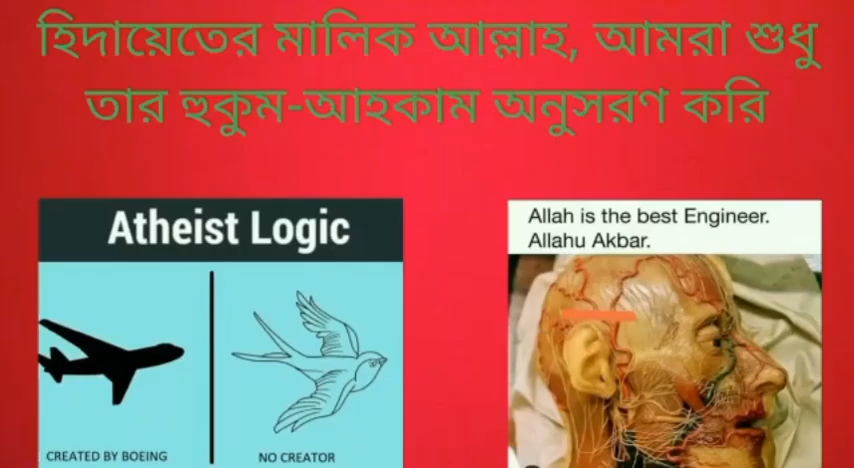 হিদায়েতের মালিক আল্লাহ, আমরা শুধু
তার হুকুম-আহকাম অনুসরণ করি
Atheist Logic
CREATED BY BOEING
NO CREATOR
Allah is the best Engineer.
Allahu Akbar.